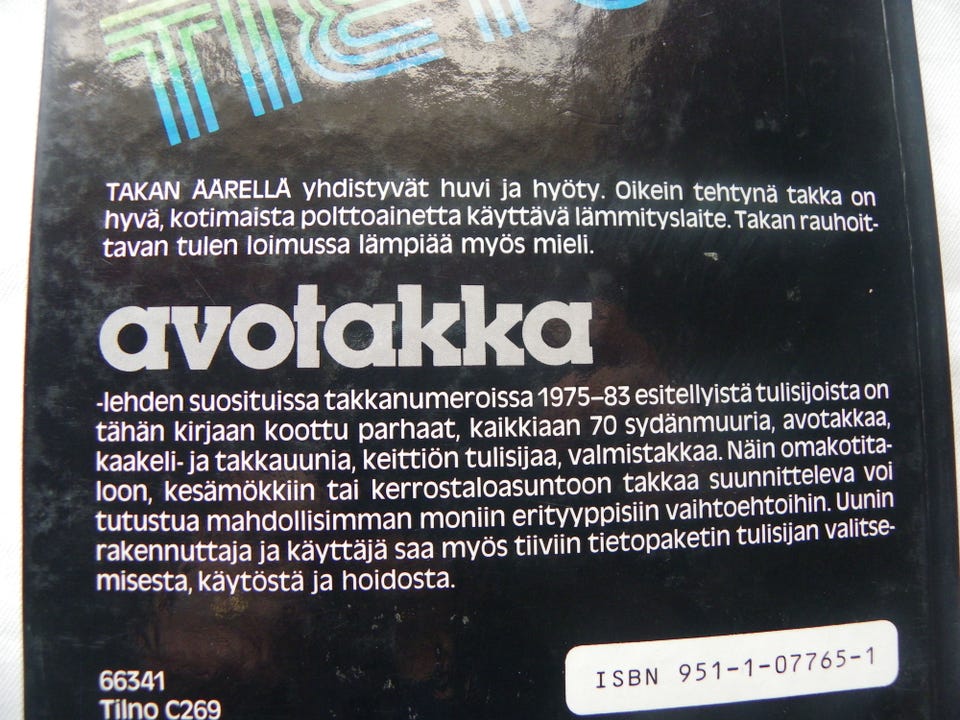 TAKAN ÄÄRELLÄ yhdistyvät huvi ja hyöty. Oikein tehtynä takka on
hyvä, kotimaista polttoainetta käyttävä lämmityslaite. Takan rauhoit-
tavan tulen loimussa lämpiää myös mieli.
avotakka
-lehden suosituissa takkanumeroissa 1975–83 esitellyistä tulisijoista on
tähän kirjaan koottu parhaat, kaikkiaan 70 sydänmuuria, avotakkaa,
kaakeli- ja takkauunia, keittiön tulisijaa, valmistakkaa. Näin omakotita-
loon, kesämökkiin tai kerrostaloasuntoon takkaa suunnitteleva voi
tutustua mahdollisimman moniin erityyppisiin vaihtoehtoihin. Uunin
rakennuttaja ja käyttäjä saa myös tiiviin tietopaketin tulisijan valitse-
misesta, käytöstä ja hoidosta.
66341
Tilno C269
ISBN 951-1-07765-1